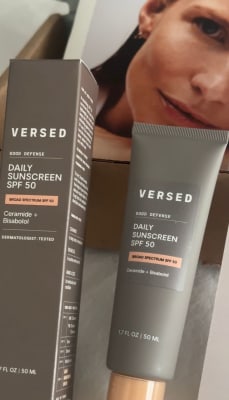 VERSED
GOOD DEFENSE
DAILY
SUNSCREEN
SPF 50
BROAD SPECTRUM SPF 50
Ceramide +
Bisabolol
DERMATOLOGIST-TESTED
FL OZ | 50 ML
VERSED
GOOD DEFENSE
DAILY
SUNSCREEN
SPF 50
BROAD SPECTRUM SPF 50
Ceramide + Bisabolol
1.7 FL OZ | 50 ML